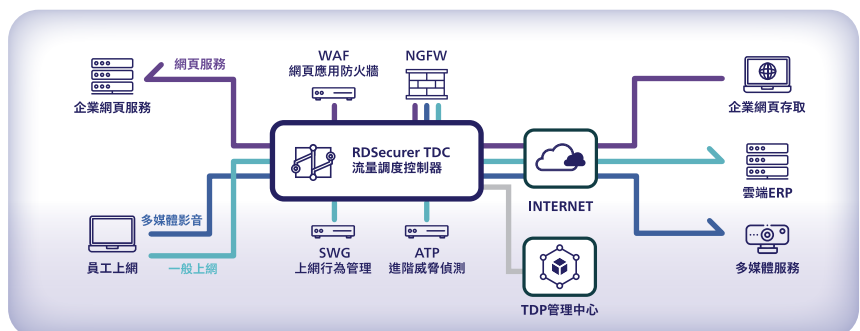 WAF
網頁應用防火牆
NGFW
網頁服務
企業網頁服務
企業網頁存取
RDSecurer TDC
流量調度控制器
雲端ERP
INTERNET
多媒體影音
員工上網
一般上網
SWG
上網行為管理
ATP
進階威脅偵測
多媒體服務
TDP管理中心